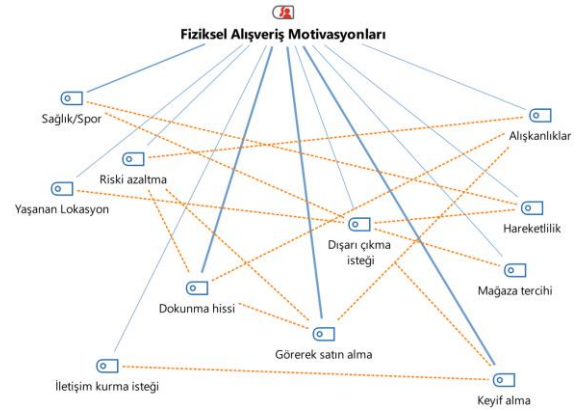 Fiziksel Alışveriş Motivasyonları
Sağlık/Spor
Alışkanlıklar
Riski azaltma
Yaşanan Lokasyon
Hareketlilik
Dışarı çıkma
isteği
Mağaza tercihi
Dokunma hissi
Görerek satın alma
İletişim kurma isteği
Keyif alma